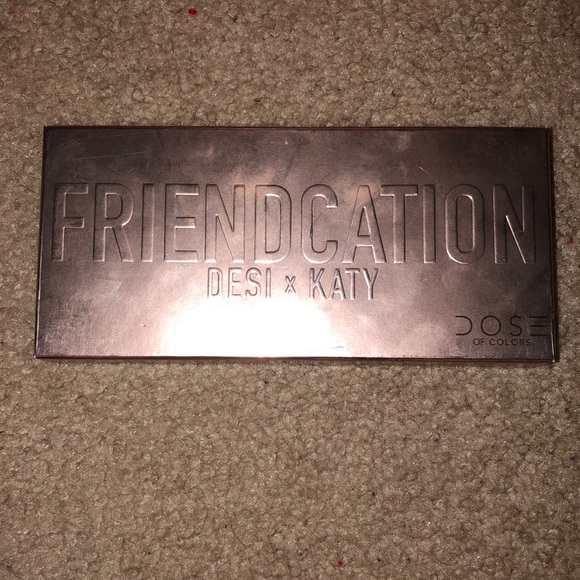 FRIENDCATION
DESI x KATY
DOSE
OF COLORS